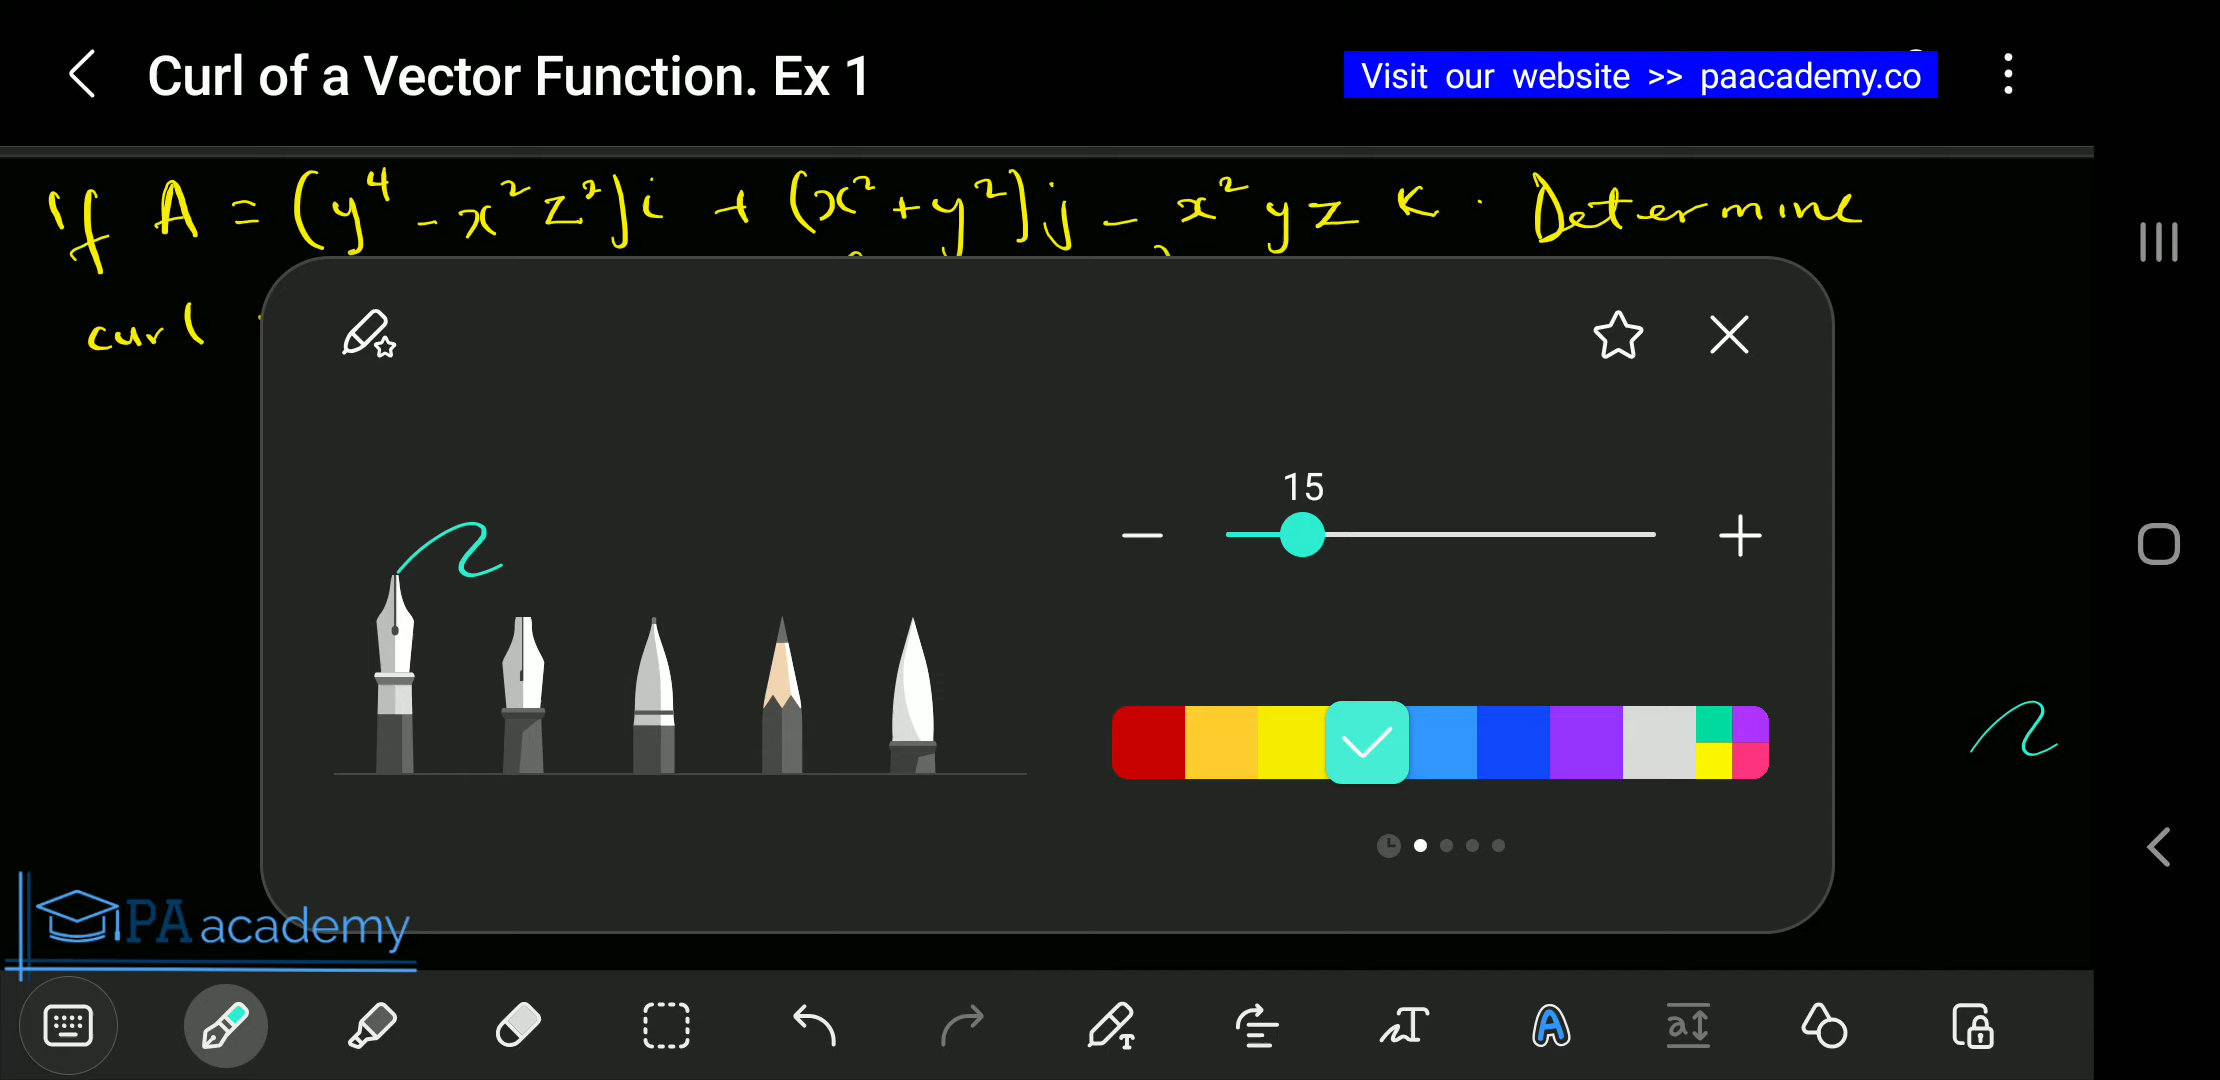 Curl of a Vector Function. Ex 1
Visit our website >> paacademy.co
If A = (y⁴ - x²z²)i + (x²+y²)j - x²yz k. Determine
curl
15
PA academy